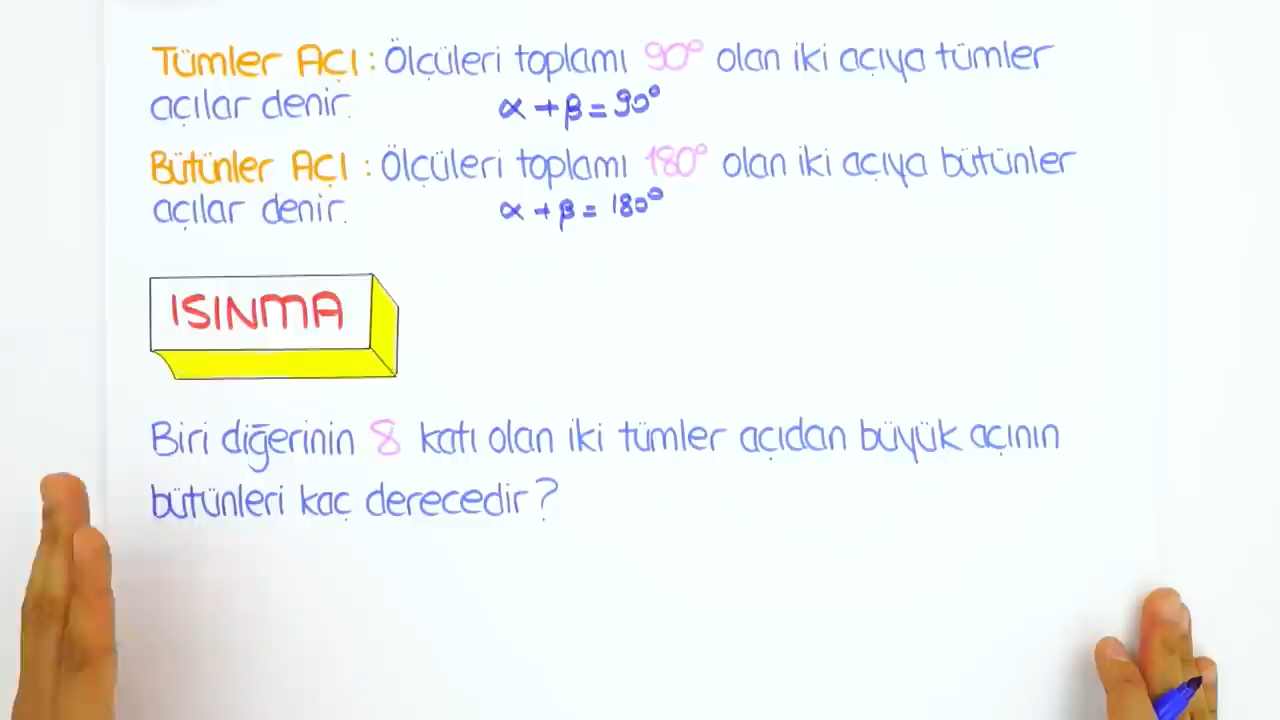 Tümler Açı : Ölçüleri toplamı 90° olan iki açıya tümler
açılar denir. α + β = 90°
Bütünler Açı : Ölçüleri toplamı 180° olan iki açıya bütünler
açılar denir. α + β = 180°
ISINMA
Biri diğerinin 8 katı olan iki tümler açıdan büyük açının
bütünleri kaç derecedir?